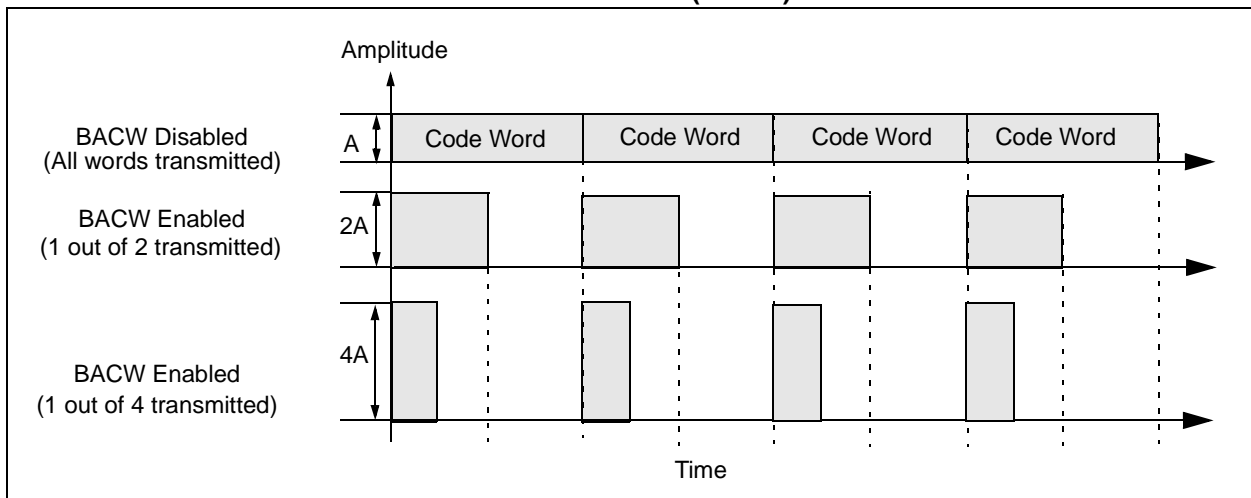 Amplitude
BACW Disabled
(All words transmitted)
A
Code Word
Code Word
Code Word
Code Word
BACW Enabled
(1 out of 2 transmitted)
2A
BACW Enabled
(1 out of 4 transmitted)
4A
Time